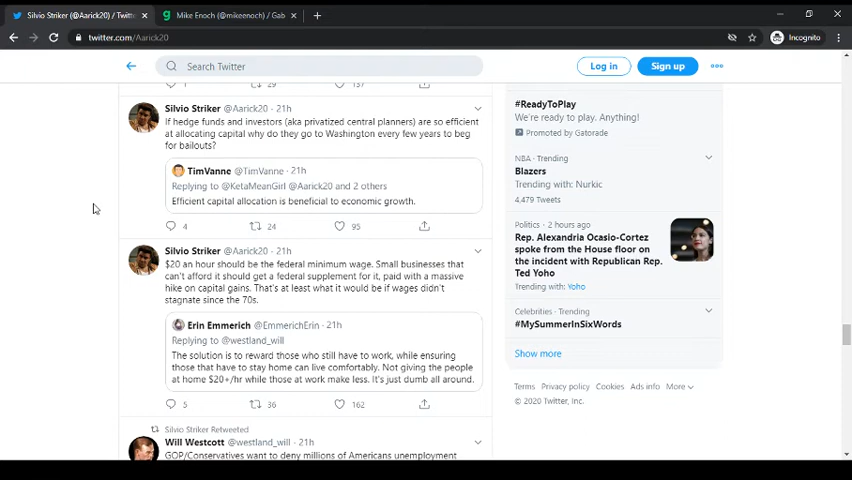 Silvio Striker (@Aarick20) / Twitte
Mike Enoch (@mikeenoch) / Gab
twitter.com/Aarick20
Incognito
Search Twitter
Log in
Sign up
1
29
137
Silvio Striker @Aarick20 · 21h
If hedge funds and investors (aka privatized central planners) are so efficient
at allocating capital why do they go to Washington every few years to beg
for bailouts?
TimVanne @TimVanne · 21h
Replying to @KetaMeanGirl @Aarick20 and 2 others
Efficient capital allocation is beneficial to economic growth.
4
24
95
Silvio Striker @Aarick20 · 21h
$20 an hour should be the federal minimum wage. Small businesses that
can't afford it should get a federal supplement for it, paid with a massive
hike on capital gains. That's at least what it would be if wages didn't
stagnate since the 70s.
Erin Emmerich @EmmerichErin · 21h
Replying to @westland_will
The solution is to reward those who still have to work, while ensuring
those that have to stay home can live comfortably. Not giving the people
at home $20+/hr while those at work make less. It's just dumb all around.
5
36
162
Silvio Striker Retweeted
Will Westcott @westland_will · 21h
GOP/Conservatives want to deny millions of Americans unemployment
#ReadyToPlay
We're ready to play. Anything!
Promoted by Gatorade
NBA · Trending
Blazers
Trending with: Nurkic
4,479 Tweets
Politics · 2 hours ago
Rep. Alexandria Ocasio-Cortez
spoke from the House floor on
the incident with Republican Rep.
Ted Yoho
Trending with: Yoho
Celebrities · Trending
#MySummerInSixWords
Show more
Terms Privacy policy Cookies Ads info More
© 2020 Twitter, Inc.